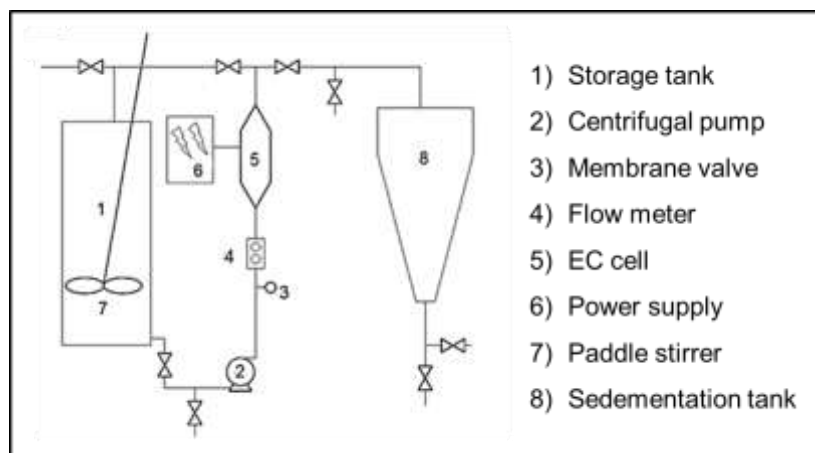 1) Storage tank
2) Centrifugal pump
3) Membrane valve
4) Flow meter
5) EC cell
6) Power supply
7) Paddle stirrer
8) Sedementation tank
1
2
3
4
5
6
7
8